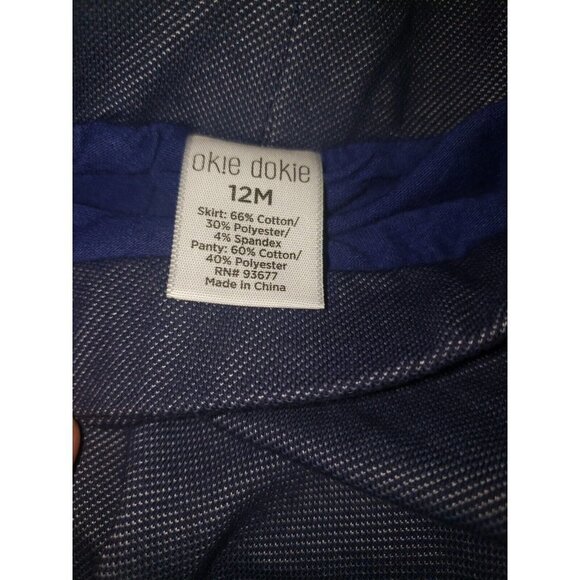 okie dokie
12M
Skirt: 66% Cotton/
30% Polyester/
4% Spandex
Panty: 60% Cotton/
40% Polyester
RN# 93677
Made in China